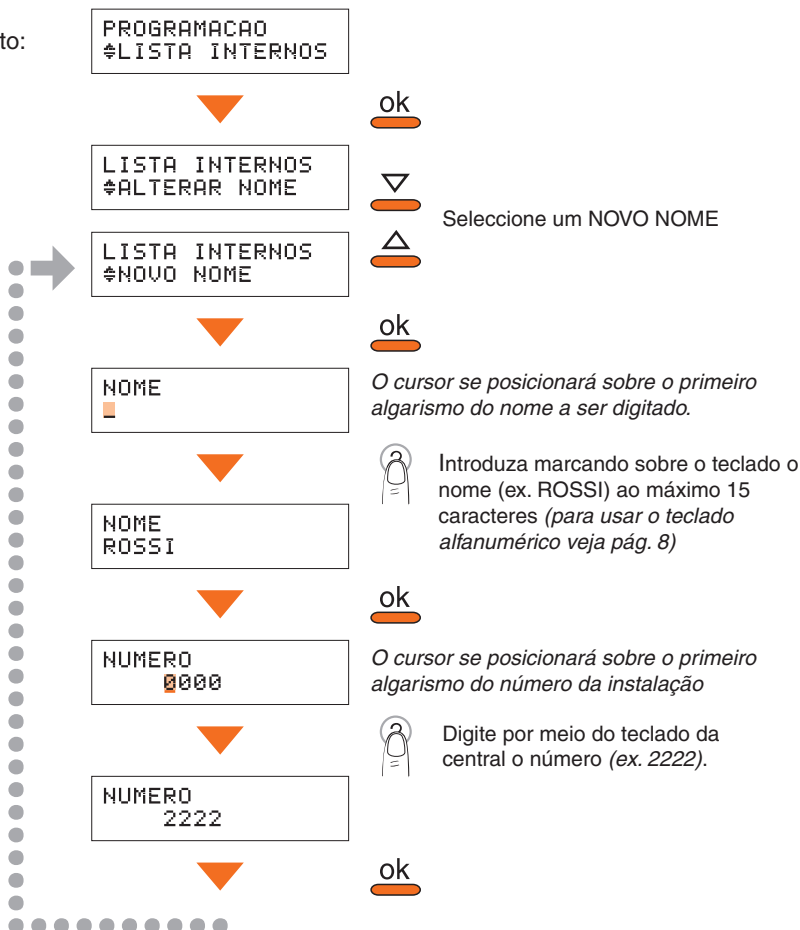 to:
PROGRAMACAO
LISTA INTERNOS
ok
LISTA INTERNOS
ALTERAR NOME
Seleccione um NOVO NOME
LISTA INTERNOS
NOVO NOME
ok
NOME
_
O cursor se posicionará sobre o primeiro
algarismo do nome a ser digitado.
Introduza marcando sobre o teclado o
nome (ex. ROSSI) ao máximo 15
caracteres (para usar o teclado
alfanumérico veja pág. 8)
NOME
ROSSI
ok
NUMERO
0000
O cursor se posicionará sobre o primeiro
algarismo do número da instalação
Digite por meio do teclado da
central o número (ex. 2222).
NUMERO
2222
ok